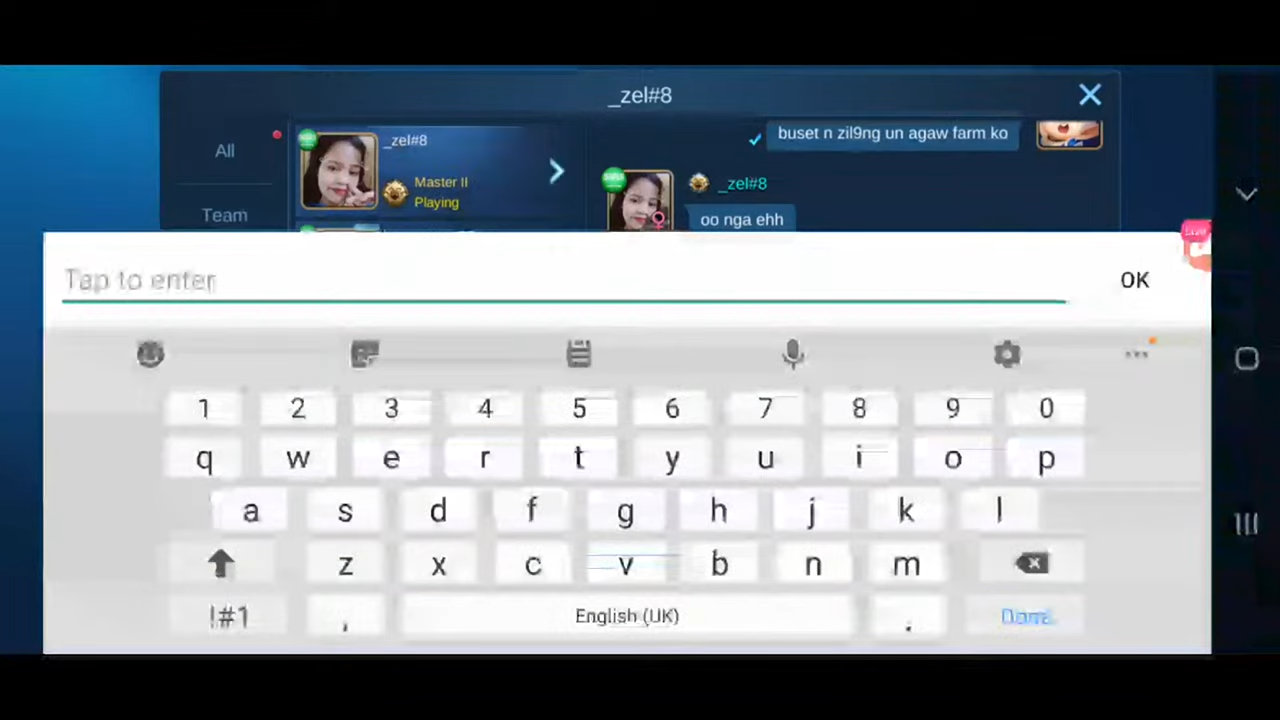 _zel#8
All
_zel#8
Master II
Playing
Team
buset n zil9ng un agaw farm ko
_zel#8
oo nga ehh
Tap to enter
OK
1 2 3 4 5 6 7 8 9 0
q w e r t y u i o p
a s d f g h j k l
z x c v b n m
!#1 , English (UK) . Done